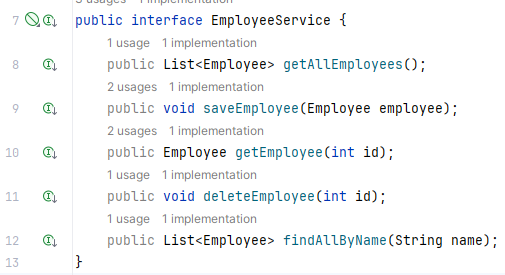 5 usages 1 implementation
7 public interface EmployeeService {
1 usage 1 implementation
8 public List<Employee> getAllEmployees();
2 usages 1 implementation
9 public void saveEmployee(Employee employee);
2 usages 1 implementation
10 public Employee getEmployee(int id);
1 usage 1 implementation
11 public void deleteEmployee(int id);
1 usage 1 implementation
12 public List<Employee> findAllByName(String name);
13 }